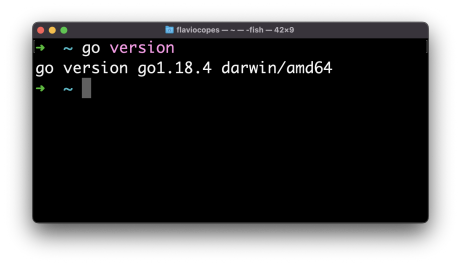 flaviocopes — ~ — -fish — 42×9
➜ ~ go version
go version go1.18.4 darwin/amd64
➜ ~